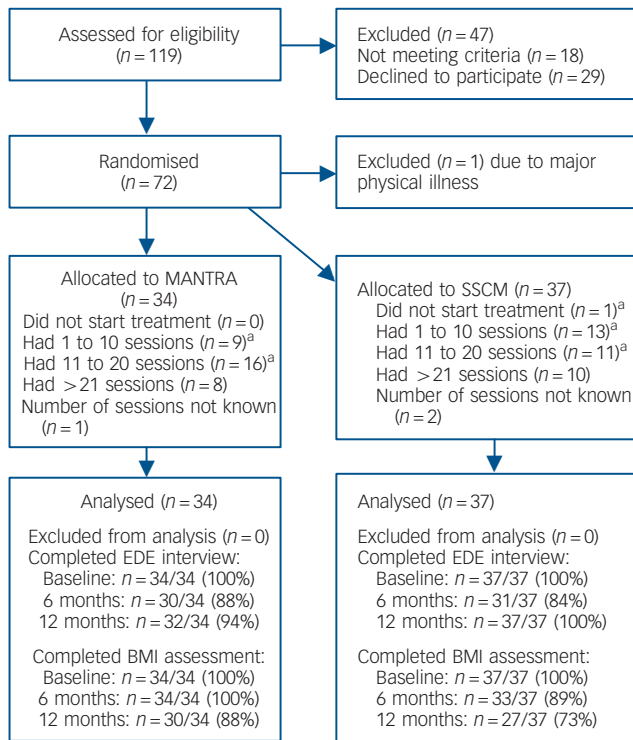 Assessed for eligibility
(n=119)
Excluded (n=47)
Not meeting criteria (n=18)
Declined to participate (n=29)
Randomised
(n=72)
Excluded (n=1) due to major
physical illness
Allocated to MANTRA
(n=34)
Did not start treatment (n=0)
Had 1 to 10 sessions (n=9)a
Had 11 to 20 sessions (n=16)a
Had >21 sessions (n=8)
Number of sessions not known
(n=1)
Allocated to SSCM (n=37)
Did not start treatment (n=1)a
Had 1 to 10 sessions (n=13)a
Had 11 to 20 sessions (n=11)a
Had >21 sessions (n=10)
Number of sessions not known
(n=2)
Analysed (n=34)
Excluded from analysis (n=0)
Completed EDE interview:
Baseline: n=34/34 (100%)
6 months: n=30/34 (88%)
12 months: n=32/34 (94%)
Completed BMI assessment:
Baseline: n=34/34 (100%)
6 months: n=34/34 (100%)
12 months: n=30/34 (88%)
Analysed (n=37)
Excluded from analysis (n=0)
Completed EDE interview:
Baseline: n=37/37 (100%)
6 months: n=31/37 (84%)
12 months: n=37/37 (100%)
Completed BMI assessment:
Baseline: n=37/37 (100%)
6 months: n=33/37 (89%)
12 months: n=27/37 (73%)